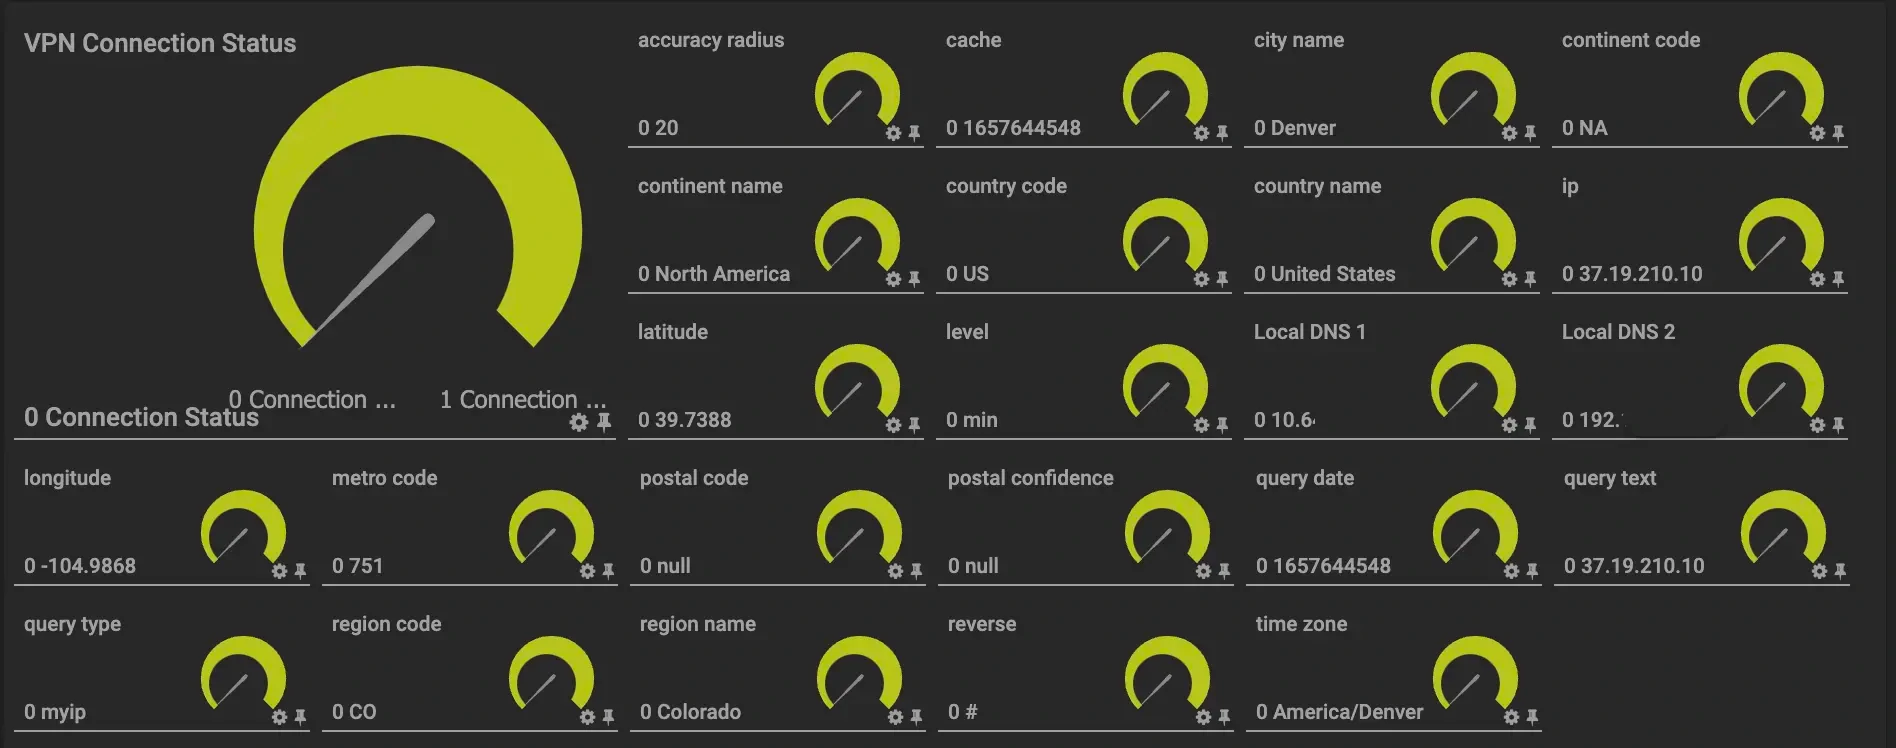 VPN Connection Status
0 Connection ...
1 Connection ...
0 Connection Status
accuracy radius
0 20
cache
0 1657644548
city name
0 Denver
continent code
0 NA
continent name
0 North America
country code
0 US
country name
0 United States
ip
0 37.19.210.10
latitude
0 39.7388
level
0 min
Local DNS 1
0 10.6
Local DNS 2
0 192.
longitude
0 -104.9868
metro code
0 751
postal code
0 null
postal confidence
0 null
query date
0 1657644548
query text
0 37.19.210.10
query type
0 myip
region code
0 CO
region name
0 Colorado
reverse
0 #
time zone
0 America/Denver